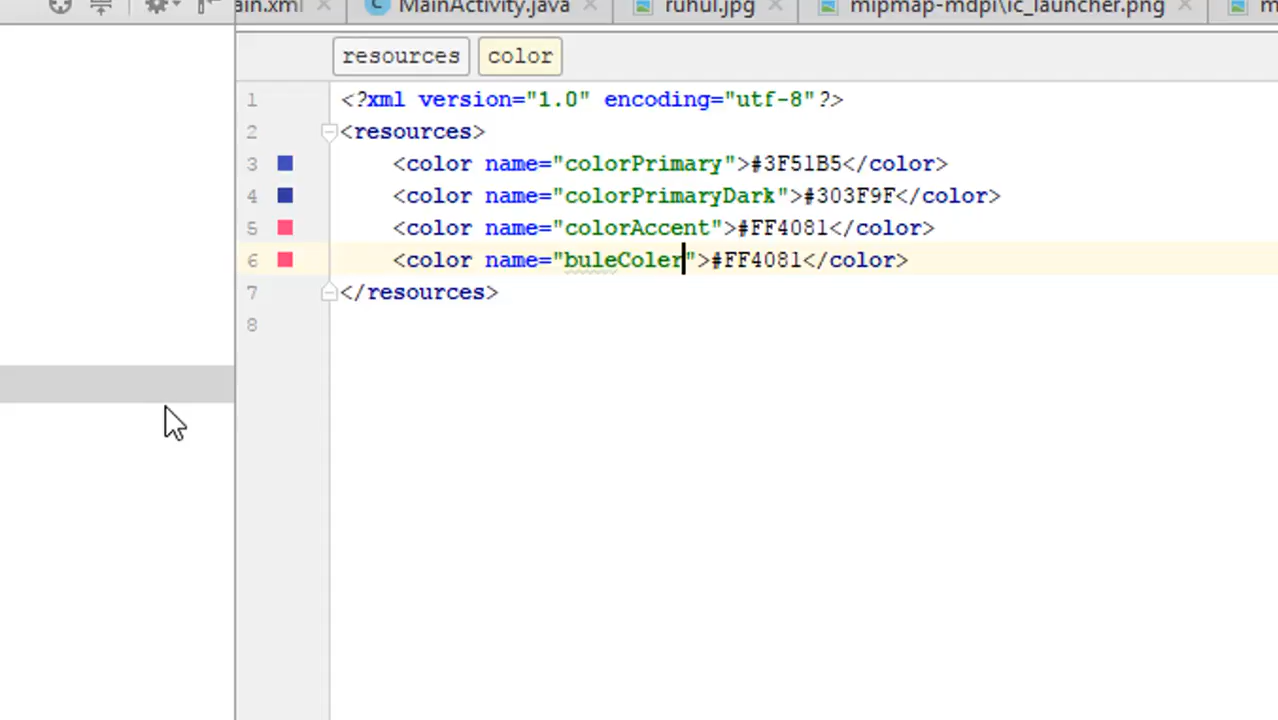 ain.xml MainActivity.java ruhul.jpg mipmap-mdpi\ic_launcher.png
resources color
1 <?xml version="1.0" encoding="utf-8"?>
2 <resources>
3 <color name="colorPrimary">#3F51B5</color>
4 <color name="colorPrimaryDark">#303F9F</color>
5 <color name="colorAccent">#FF4081</color>
6 <color name="buleColer">#FF4081</color>
7 </resources>
8